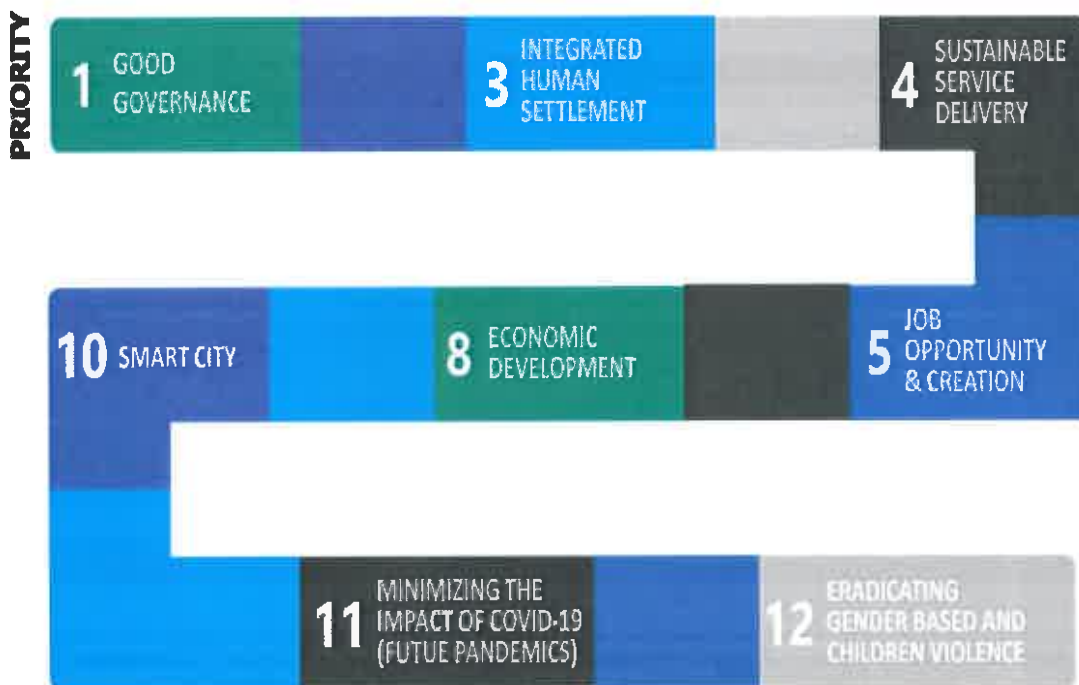 PRIORITY
1 GOOD
GOVERNANCE
3 INTEGRATED
HUMAN
SETTLEMENT
4 SUSTAINABLE
SERVICE
DELIVERY
10 SMART CITY
8 ECONOMIC
DEVELOPMENT
5 JOB
OPPORTUNITY
& CREATION
11 MINIMIZING THE
IMPACT OF COVID-19
(FUTUE PANDEMICS)
12 ERADICATING
GENDER BASED AND
CHILDREN VIOLENCE